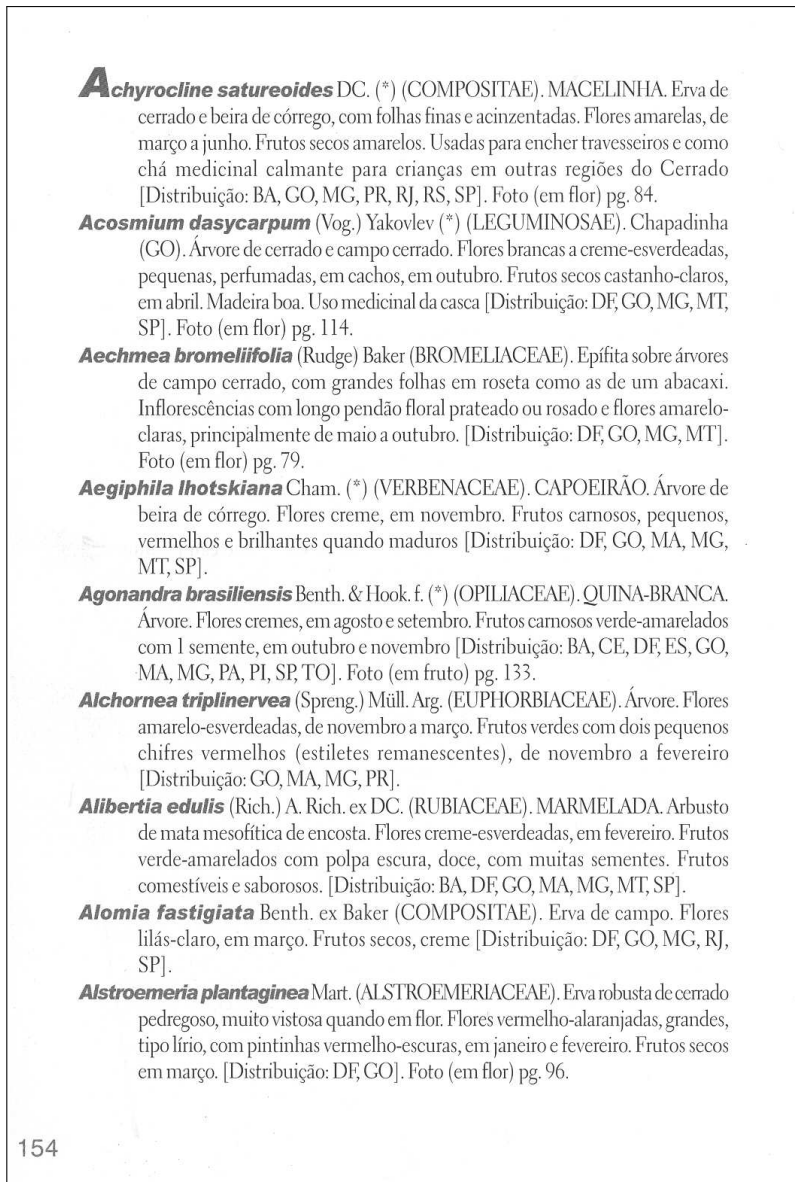 Achyrocline satureoides DC. (*) (COMPOSITAE). MACELINHA. Erva de
cerrado e beira de córrego, com folhas finas e acinzentadas. Flores amarelas, de
março a junho. Frutos secos amarelos. Usadas para encher travesseiros e como
chá medicinal calmante para crianças em outras regiões do Cerrado
[Distribuição: BA, GO, MG, PR, RJ, RS, SP]. Foto (em flor) pg. 84.
Acosmium dasycarpum (Vog.) Yakovlev (*) (LEGUMINOSAE). Chapadinha
(GO). Árvore de cerrado e campo cerrado. Flores brancas a creme-esverdeadas,
pequenas, perfumadas, em cachos, em outubro. Frutos secos castanho-claros,
em abril. Madeira boa. Uso medicinal da casca [Distribuição: DF, GO, MG, MT,
SP]. Foto (em flor) pg. 114.
Aechmea bromeliifolia (Rudge) Baker (BROMELIACEAE). Epífita sobre árvores
de campo cerrado, com grandes folhas em roseta como as de um abacaxi.
Inflorescências com longo pendão floral prateado ou rosado e flores amarelo-
claras, principalmente de maio a outubro. [Distribuição: DF, GO, MG, MT].
Foto (em flor) pg. 79.
Aegiphila lhotskiana Cham. (*) (VERBENACEAE). CAPOEIRÃO. Árvore de
beira de córrego. Flores creme, em novembro. Frutos carnosos, pequenos,
vermelhos e brilhantes quando maduros [Distribuição: DF, GO, MA, MG,
MT, SP].
Agonandra brasiliensis Benth. & Hook. f. (*) (OPILIACEAE). QUINA-BRANCA.
Árvore. Flores cremes, em agosto e setembro. Frutos carnosos verde-amarelados
com 1 semente, em outubro e novembro [Distribuição: BA, CE, DF, ES, GO,
MA, MG, PA, PI, SP, TO]. Foto (em fruto) pg. 133.
Alchornea triplinervea (Spreng.) Müll. Arg. (EUPHORBIACEAE). Árvore. Flores
amarelo-esverdeadas, de novembro a março. Frutos verdes com dois pequenos
chifres vermelhos (estiletes remanescentes), de novembro a fevereiro
[Distribuição: GO, MA, MG, PR].
Alibertia edulis (Rich.) A. Rich. ex DC. (RUBIACEAE). MARMELADA. Arbusto
de mata mesofítica de encosta. Flores creme-esverdeadas, em fevereiro. Frutos
verde-amarelados com polpa escura, doce, com muitas sementes. Frutos
comestíveis e saborosos. [Distribuição: BA, DF, GO, MA, MG, MT, SP].
Alomia fastigiata Benth. ex Baker (COMPOSITAE). Erva de campo. Flores
lilás-claro, em março. Frutos secos, creme [Distribuição: DF, GO, MG, RJ,
SP].
Alstroemeria plantaginea Mart. (ALSTROEMERIACEAE). Erva robusta de cerrado
pedregoso, muito vistosa quando em flor. Flores vermelho-alaranjadas, grandes,
tipo lírio, com pintinhas vermelho-escuras, em janeiro e fevereiro. Frutos secos
em março. [Distribuição: DF, GO]. Foto (em flor) pg. 96.
154